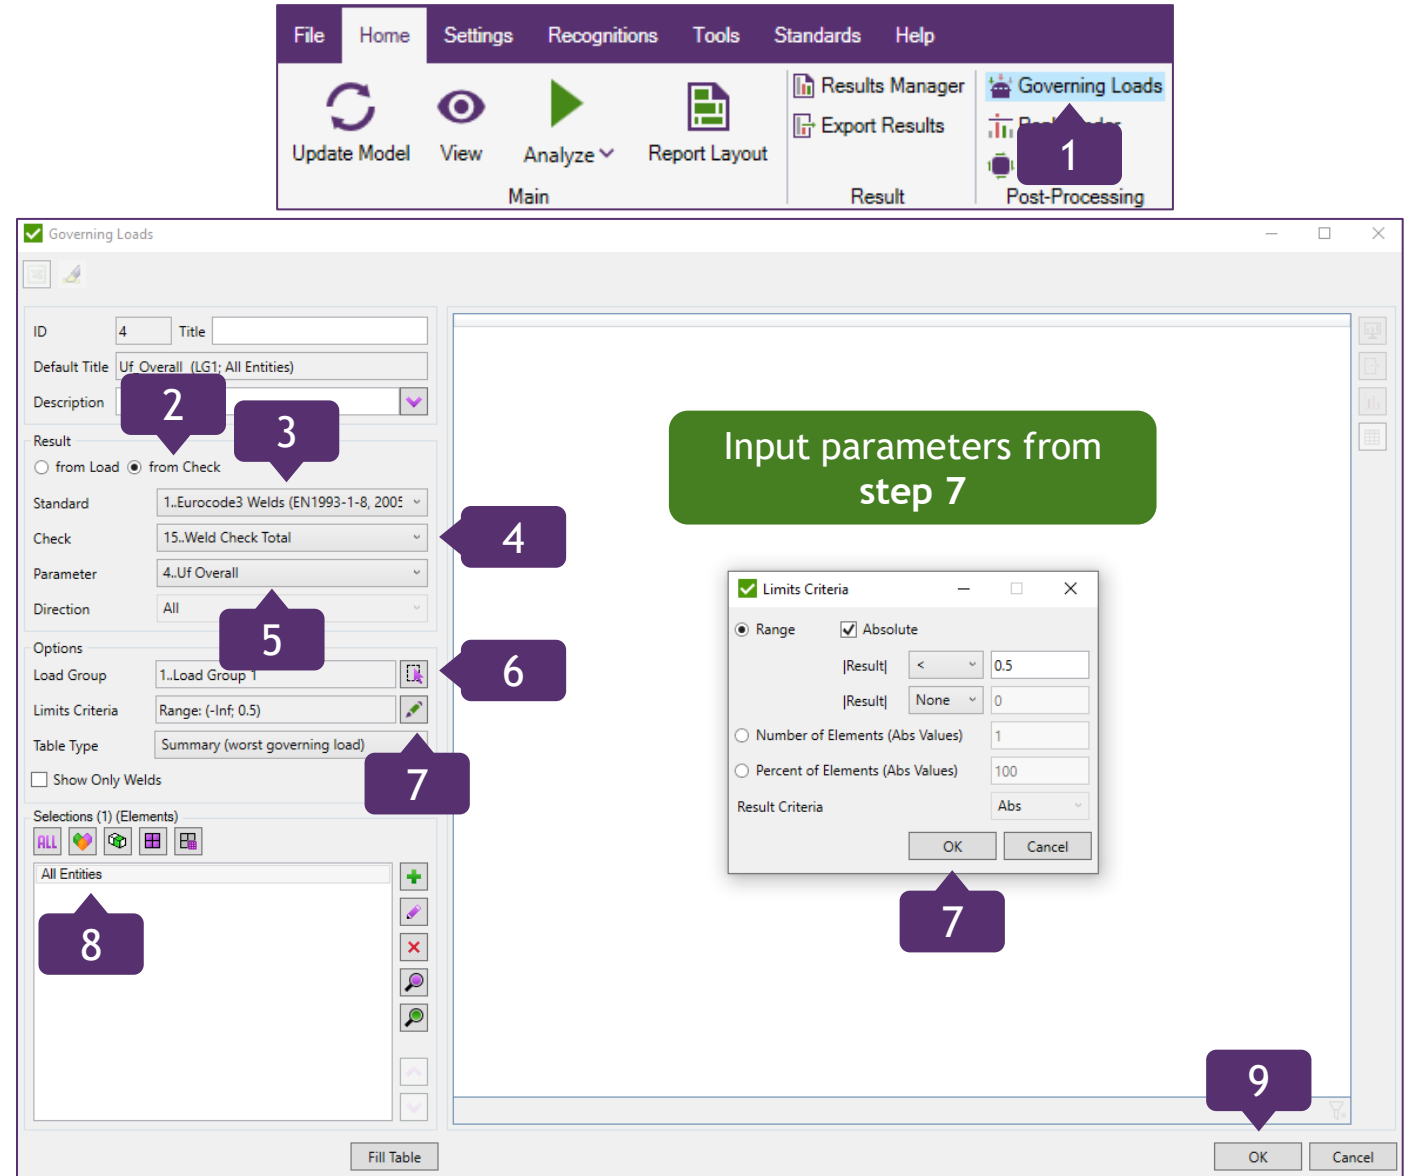 File Home Settings Recognitions Tools Standards Help
Results Manager Governing Loads
Export Results
1
Update Model View Analyze Report Layout
Main Result Post-Processing
Governing Loads
ID 4 Title
Default Title Uf_Overall (LG1; All Entities)
Description
2
3
Result
from Load from Check
Standard 1..Eurocode3 Welds (EN1993-1-8, 2005
Check 15..Weld Check Total
4
Parameter 4..Uf Overall
Direction All
5
Options
Load Group 1..Load Group 1
6
Limits Criteria Range: (-Inf; 0.5)
Table Type Summary (worst governing load)
7
Show Only Welds
Selections (1) (Elements)
ALL
All Entities
8
Fill Table
Input parameters from
step 7
Limits Criteria
Range Absolute
|Result| < 0.5
|Result| None 0
Number of Elements (Abs Values) 1
Percent of Elements (Abs Values) 100
Result Criteria Abs
OK Cancel
7
9
OK Cancel